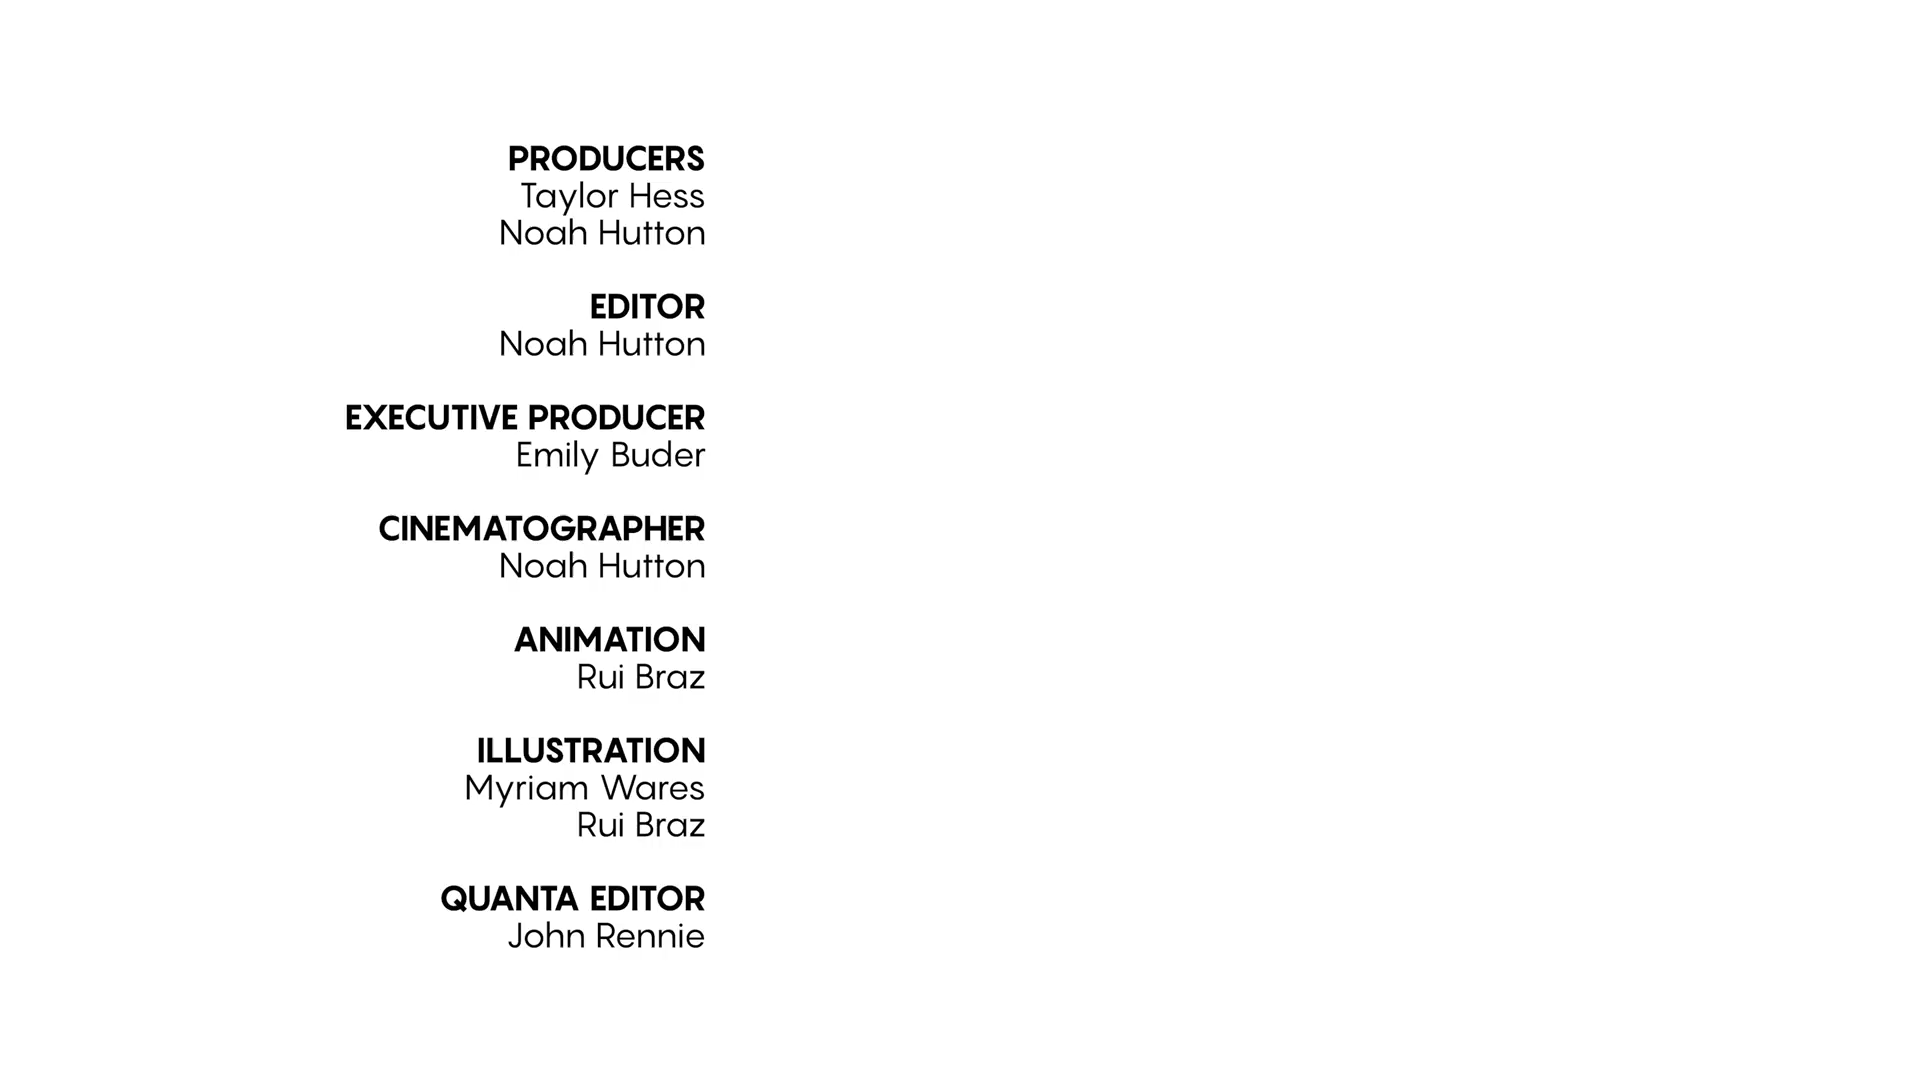 PRODUCERS
Taylor Hess
Noah Hutton
EDITOR
Noah Hutton
EXECUTIVE PRODUCER
Emily Buder
CINEMATOGRAPHER
Noah Hutton
ANIMATION
Rui Braz
ILLUSTRATION
Myriam Wares
Rui Braz
QUANTA EDITOR
John Rennie